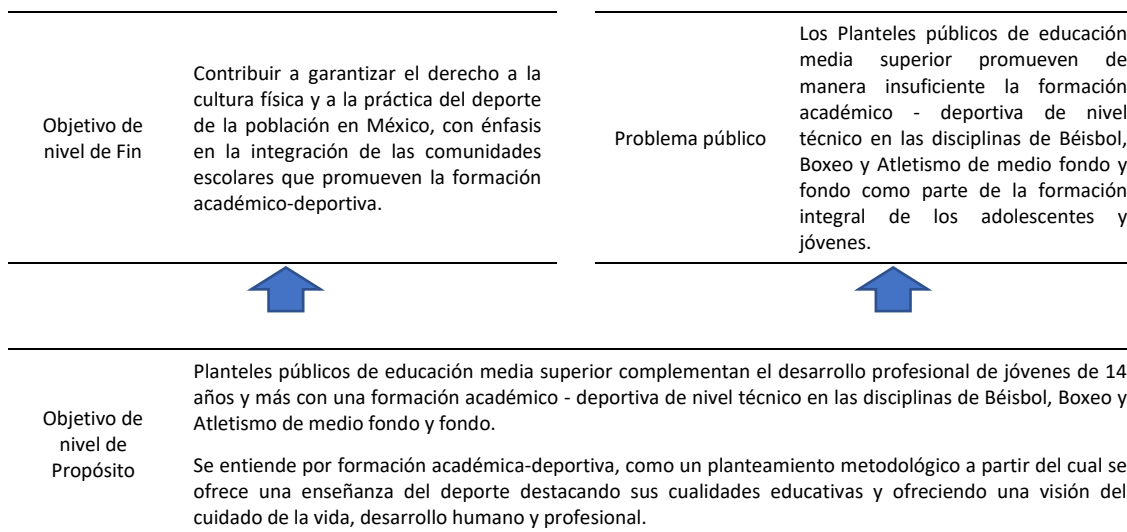 Objetivo de
nivel de Fin
Contribuir a garantizar el derecho a la
cultura física y a la práctica del deporte
de la población en México, con énfasis
en la integración de las comunidades
escolares que promueven la formación
académico-deportiva.
Problema público
Los Planteles públicos de educación
media superior promueven de
manera insuficiente la formación
académico - deportiva de nivel
técnico en las disciplinas de Béisbol,
Boxeo y Atletismo de medio fondo y
fondo como parte de la formación
integral de los adolescentes y
jóvenes.
Objetivo de
nivel de
Propósito
Planteles públicos de educación media superior complementan el desarrollo profesional de jóvenes de 14
años y más con una formación académico - deportiva de nivel técnico en las disciplinas de Béisbol, Boxeo y
Atletismo de medio fondo y fondo.
Se entiende por formación académica-deportiva, como un planteamiento metodológico a partir del cual se
ofrece una enseñanza del deporte destacando sus cualidades educativas y ofreciendo una visión del
cuidado de la vida, desarrollo humano y profesional.